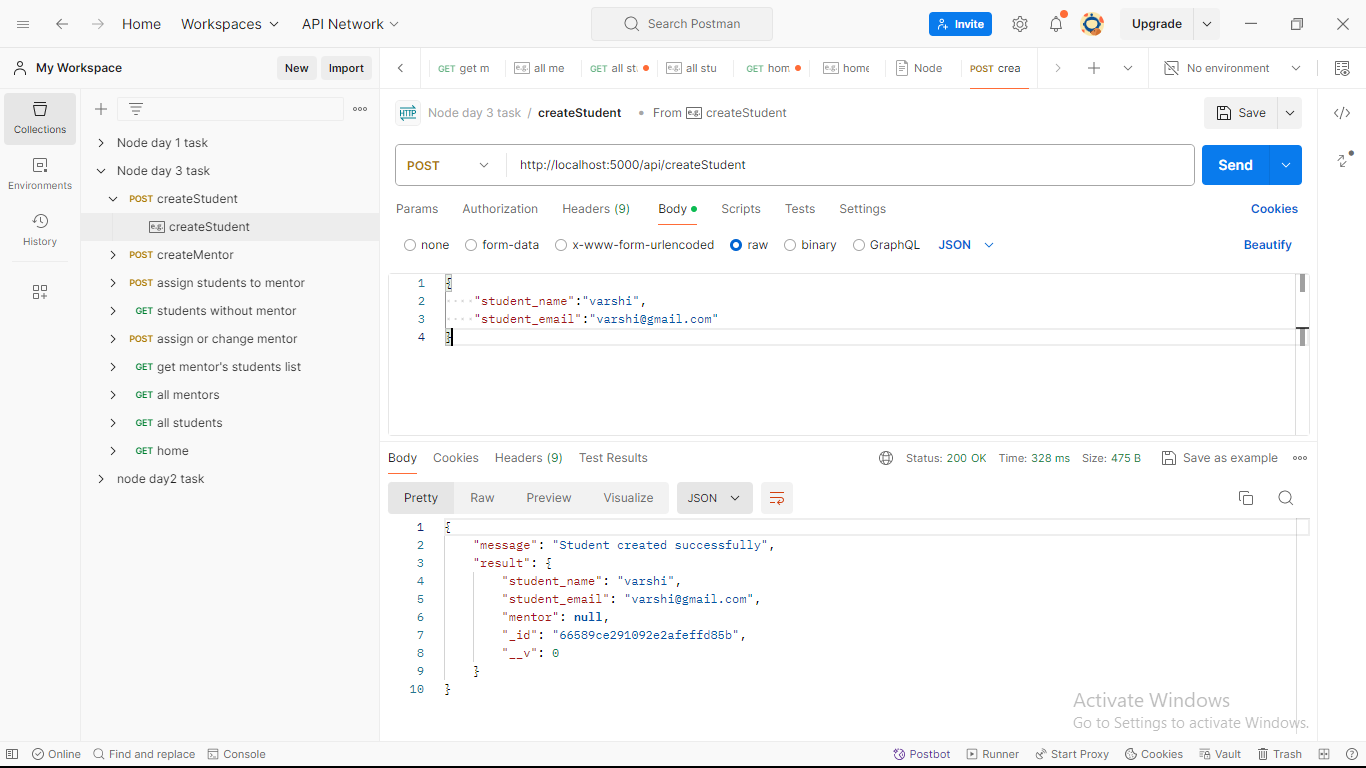 Home Workspaces API Network Search Postman Invite Upgrade
My Workspace New Import GET get m e.g. all me GET all st e.g. all stu GET hom e.g. home Node POST crea No environment
Collections
Environments
History
Node day 1 task
Node day 3 task
POST createStudent
e.g. createStudent
POST createMentor
POST assign students to mentor
GET students without mentor
POST assign or change mentor
GET get mentor's students list
GET all mentors
GET all students
GET home
node day2 task
HTTP Node day 3 task / createStudent • From e.g. createStudent Save
POST http://localhost:5000/api/createStudent Send
Params Authorization Headers (9) Body Scripts Tests Settings Cookies
none form-data x-www-form-urlencoded raw binary GraphQL JSON Beautify
1 {
2 ····"student_name":"varshi",
3 ····"student_email":"varshi@gmail.com"
4 }
Body Cookies Headers (9) Test Results Status: 200 OK Time: 328 ms Size: 475 B Save as example
Pretty Raw Preview Visualize JSON
1 {
2 "message": "Student created successfully",
3 "result": {
4 "student_name": "varshi",
5 "student_email": "varshi@gmail.com",
6 "mentor": null,
7 "_id": "66589ce291092e2afeffd85b",
8 "__v": 0
9 }
10 }
Activate Windows
Go to Settings to activate Windows.
Online Find and replace Console Postbot Runner Start Proxy Cookies Vault Trash